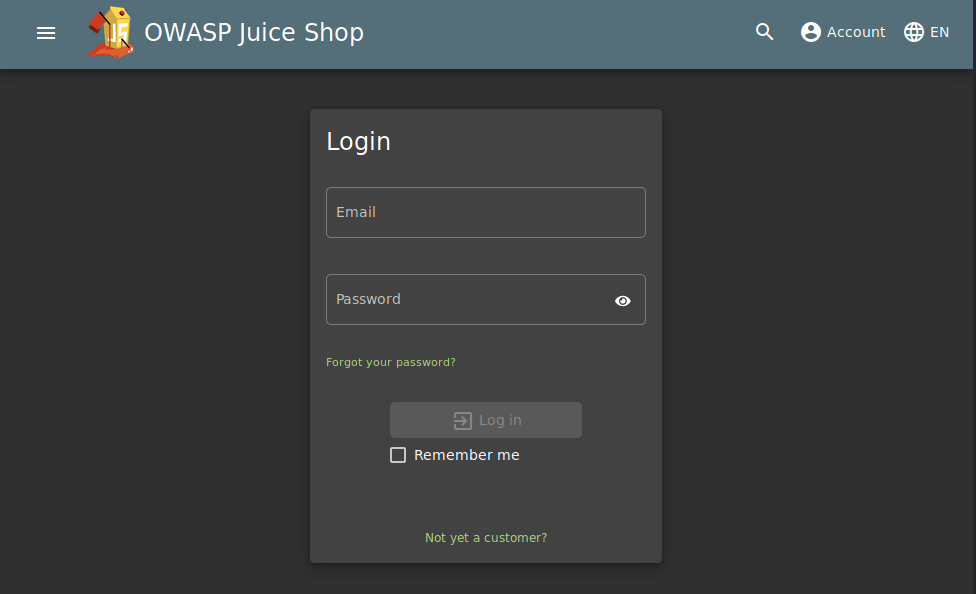 OWASP Juice Shop
Account
EN
Login
Email
Password
Forgot your password?
Log in
Remember me
Not yet a customer?